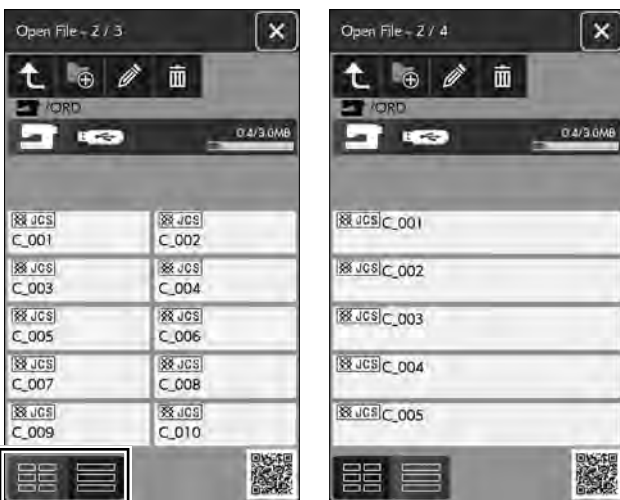 Open File - 2 / 3
/ORD
0.4/3.0MB
JCS
C_001
JCS
C_002
JCS
C_003
JCS
C_004
JCS
C_005
JCS
C_006
JCS
C_007
JCS
C_008
JCS
C_009
JCS
C_010
Open File - 2 / 4
/ORD
0.4/3.0MB
JCS C_001
JCS C_002
JCS C_003
JCS C_004
JCS C_005